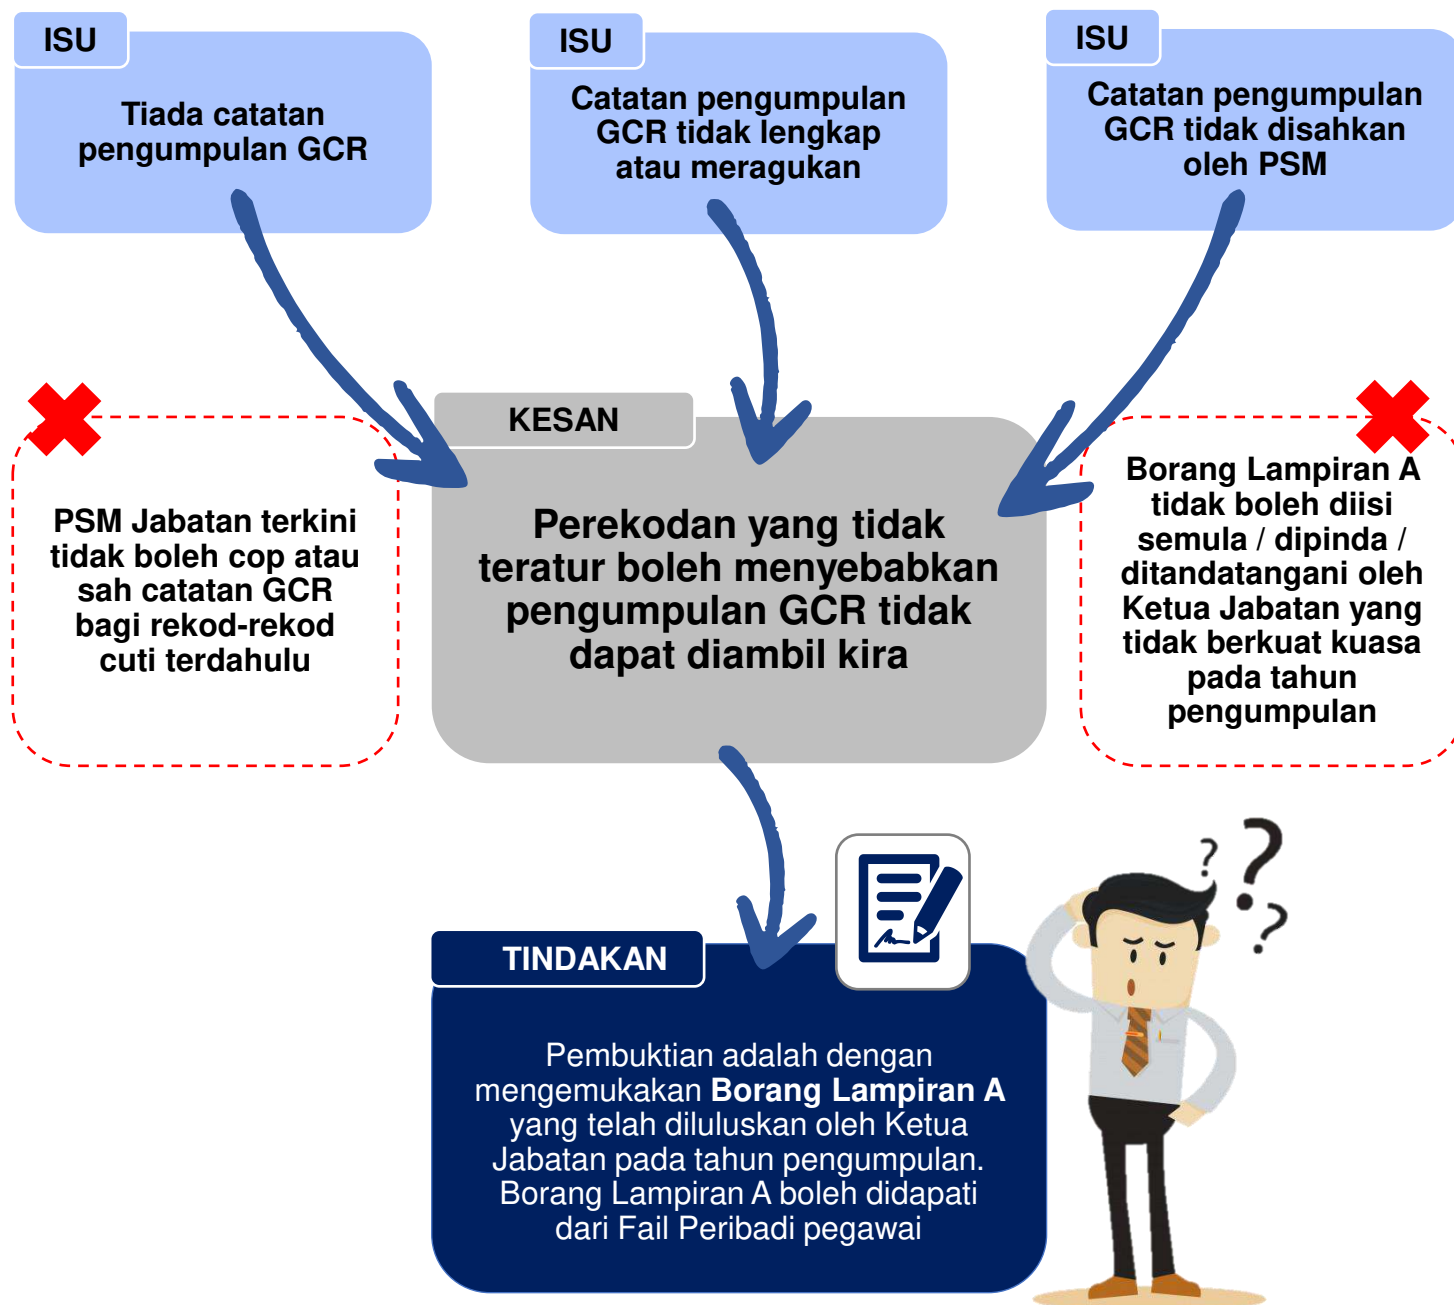 ISU
Tiada catatan
pengumpulan GCR
ISU
Catatan pengumpulan
GCR tidak lengkap
atau meragukan
ISU
Catatan pengumpulan
GCR tidak disahkan
oleh PSM
PSM Jabatan terkini
tidak boleh cop atau
sah catatan GCR
bagi rekod-rekod
cuti terdahulu
KESAN
Perekodan yang tidak
teratur boleh menyebabkan
pengumpulan GCR tidak
dapat diambil kira
Borang Lampiran A
tidak boleh diisi
semula / dipinda /
ditandatangani oleh
Ketua Jabatan yang
tidak berkuat kuasa
pada tahun
pengumpulan
TINDAKAN
Pembuktian adalah dengan
mengemukakan Borang Lampiran A
yang telah diluluskan oleh Ketua
Jabatan pada tahun pengumpulan.
Borang Lampiran A boleh didapati
dari Fail Peribadi pegawai
? ? ?